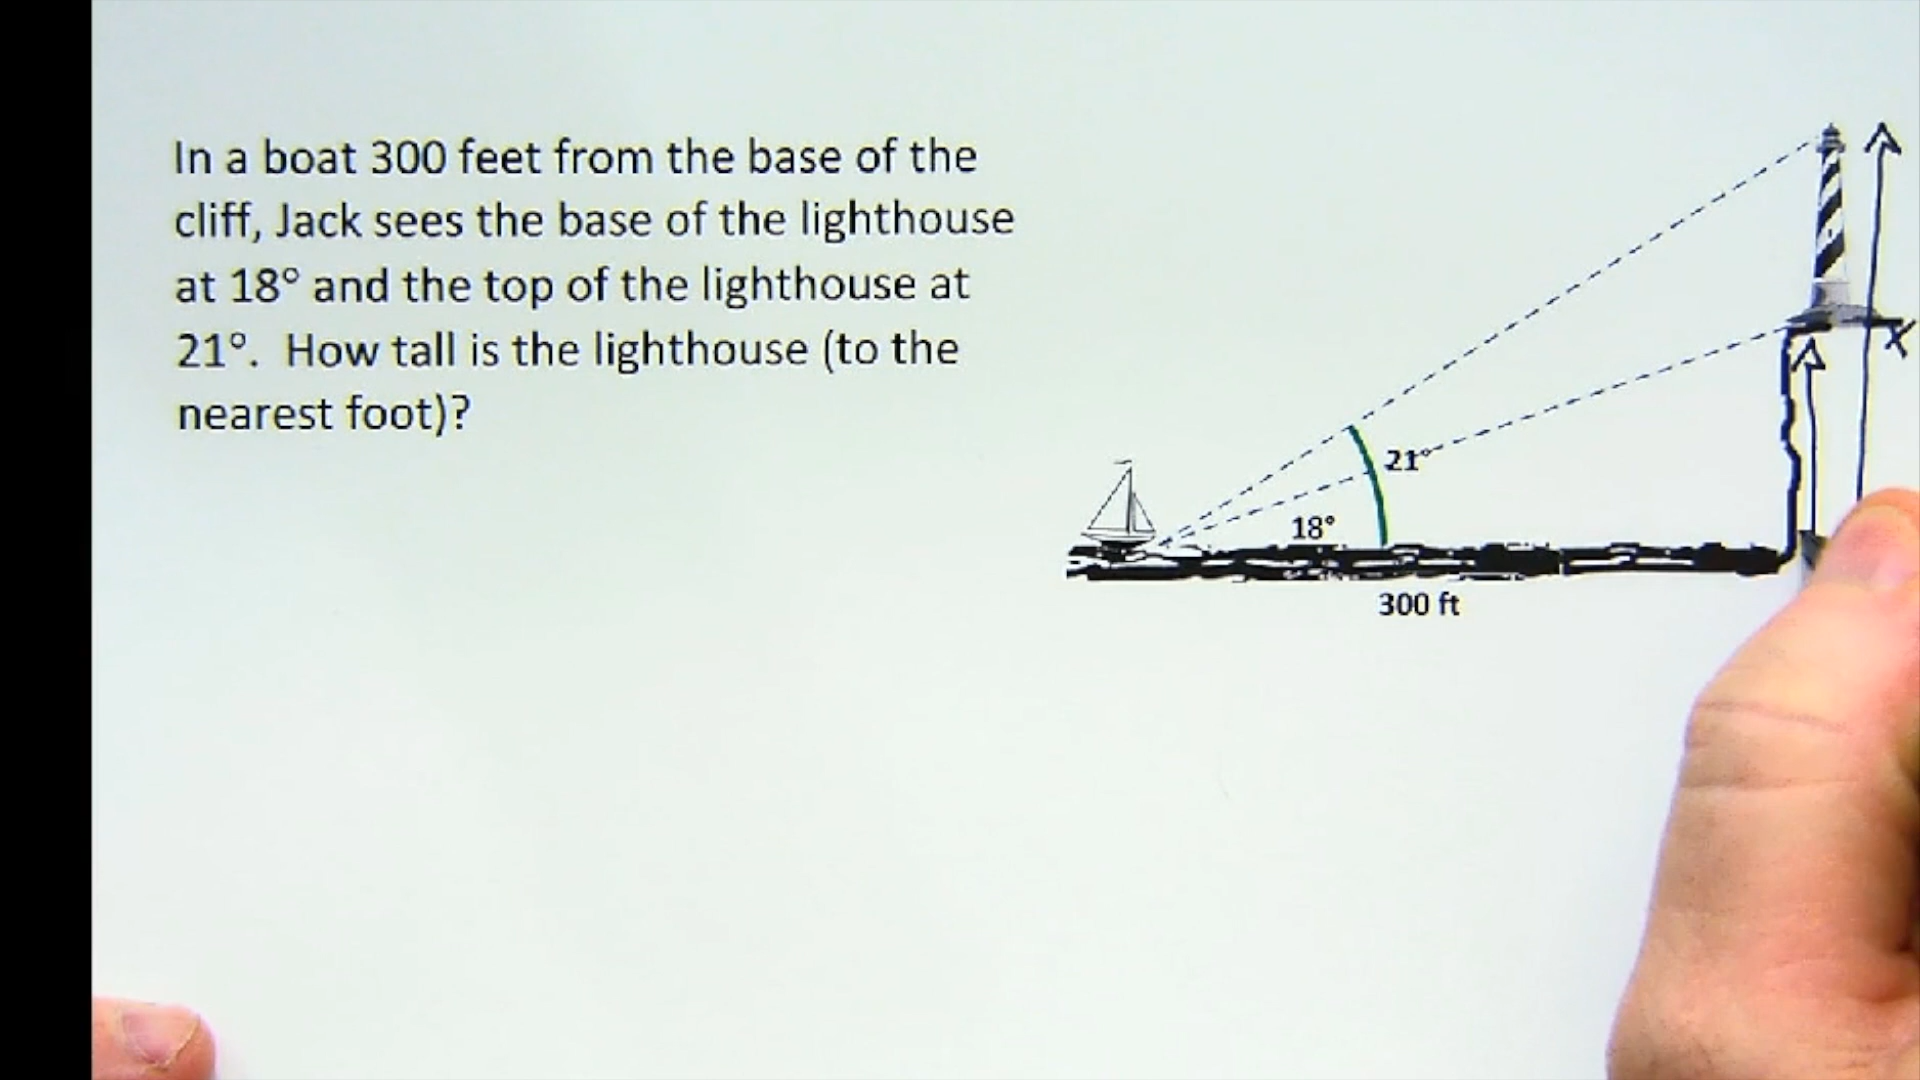 In a boat 300 feet from the base of the
cliff, Jack sees the base of the lighthouse
at 18° and the top of the lighthouse at
21°.  How tall is the lighthouse (to the
nearest foot)?
x
21°
18°
300 ft